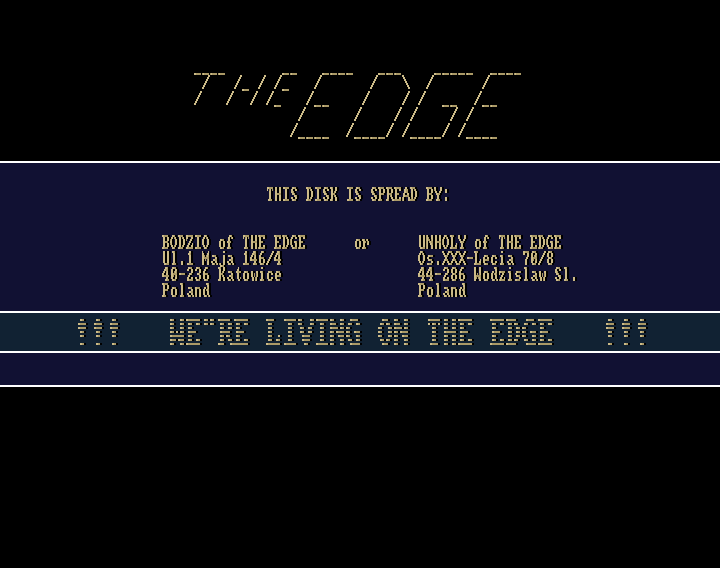 THE EDGE
THIS DISK IS SPREAD BY:
BODZIO of THE EDGE or UNHOLY of THE EDGE
Ul.1 Maja 146/4 Os.XXX-Lecia 70/8
40-236 Katowice 44-286 Wodzislaw Sl.
Poland Poland
!!! WE"RE LIVING ON THE EDGE !!!